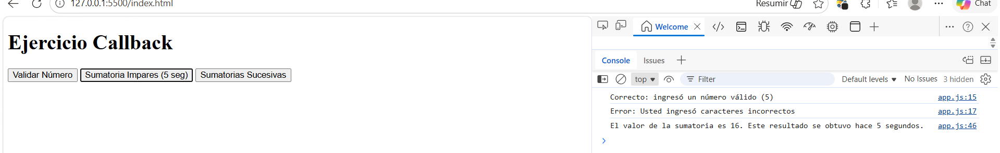 127.0.0.1:5500/index.html
Resumir
Chat
Ejercicio Callback
Validar Número
Sumatoria Impares (5 seg)
Sumatorias Sucesivas
Welcome
Console
Issues
top
Filter
Default levels
No Issues
3 hidden
Correcto: ingresó un número válido (5) app.js:15
Error: Usted ingresó caracteres incorrectos app.js:17
El valor de la sumatoria es 16. Este resultado se obtuvo hace 5 segundos. app.js:46